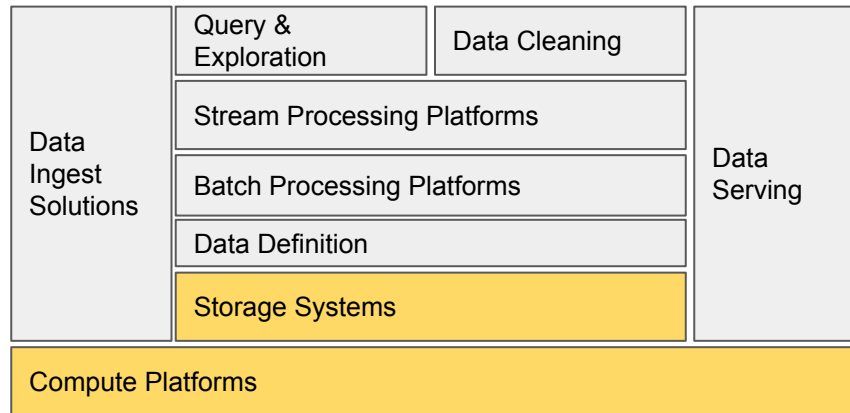 Data
Ingest
Solutions
Query &
Exploration
Data Cleaning
Stream Processing Platforms
Batch Processing Platforms
Data Definition
Storage Systems
Data
Serving
Compute Platforms